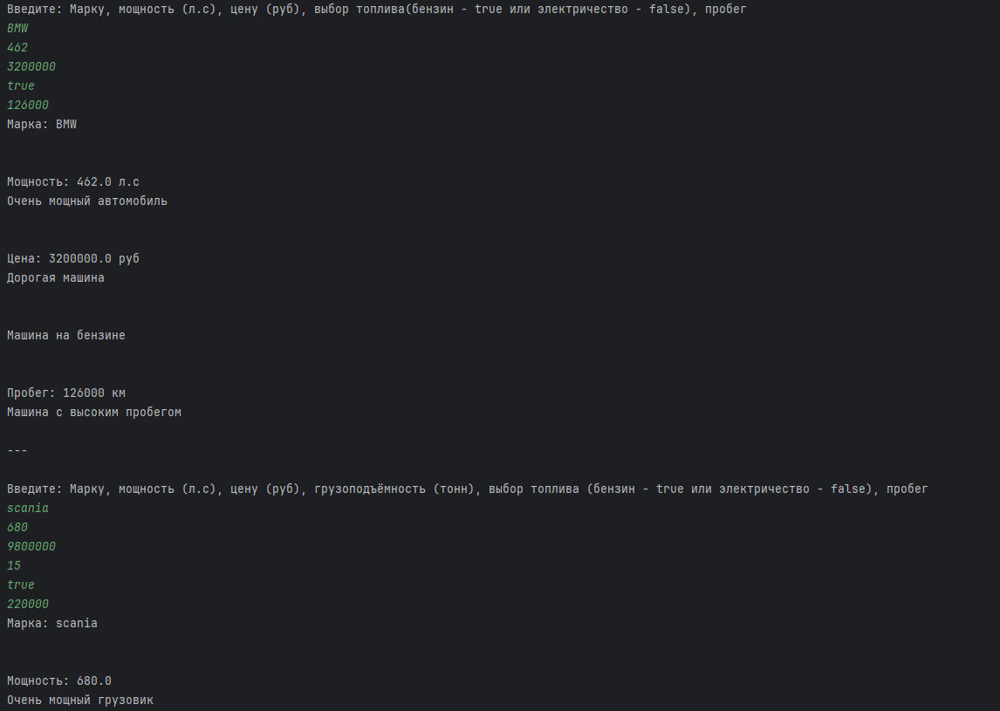 Введите: Марку, мощность (л.с), цену (руб), выбор топлива(бензин - true или электричество - false), пробег
BMW
462
3200000
true
126000
Марка: BMW
Мощность: 462.0 л.с
Очень мощный автомобиль
Цена: 3200000.0 руб
Дорогая машина
Машина на бензине
Пробег: 126000 км
Машина с высоким пробегом
---
Введите: Марку, мощность (л.с), цену (руб), грузоподъёмность (тонн), выбор топлива (бензин - true или электричество - false), пробег
scania
680
9800000
15
true
220000
Марка: scania
Мощность: 680.0
Очень мощный грузовик